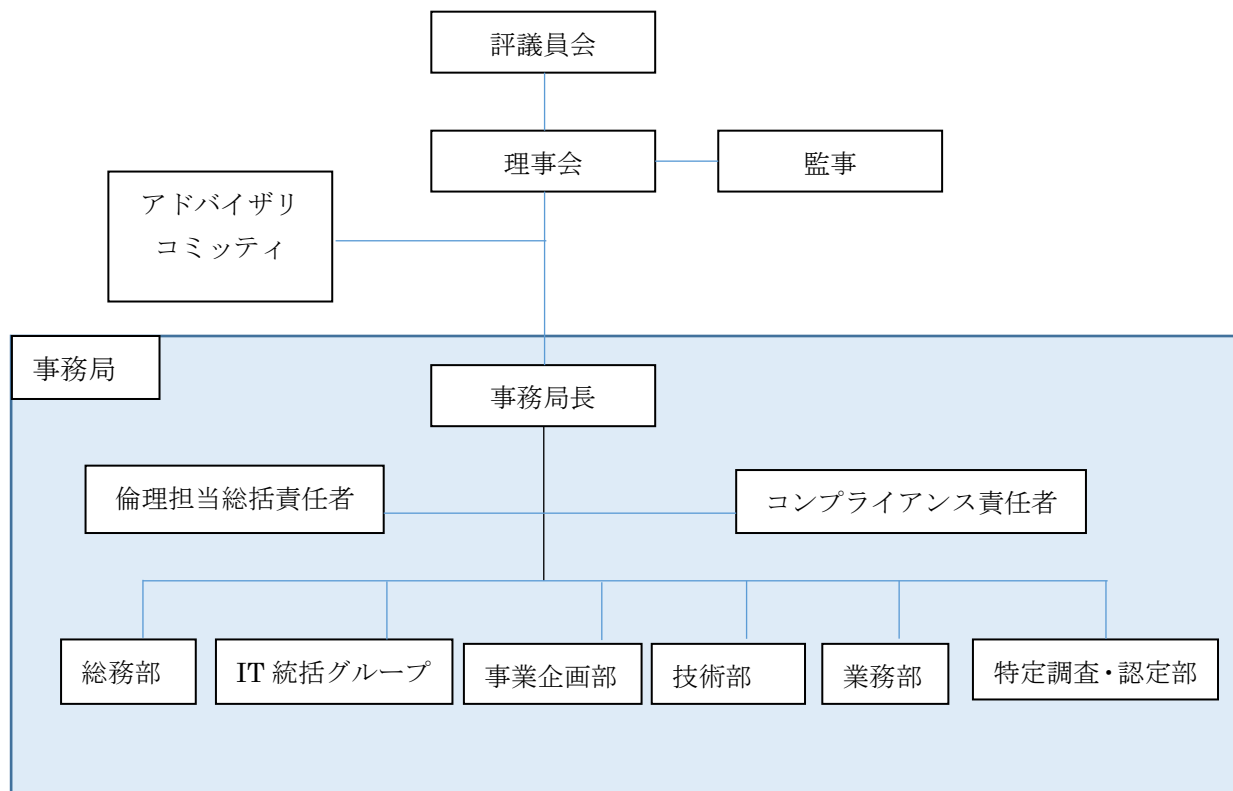 評議員会
理事会
監事
アドバイザリ
コミッティ
事務局
事務局長
倫理担当総括責任者
コンプライアンス責任者
総務部
IT 統括グループ
事業企画部
技術部
業務部
特定調査・認定部